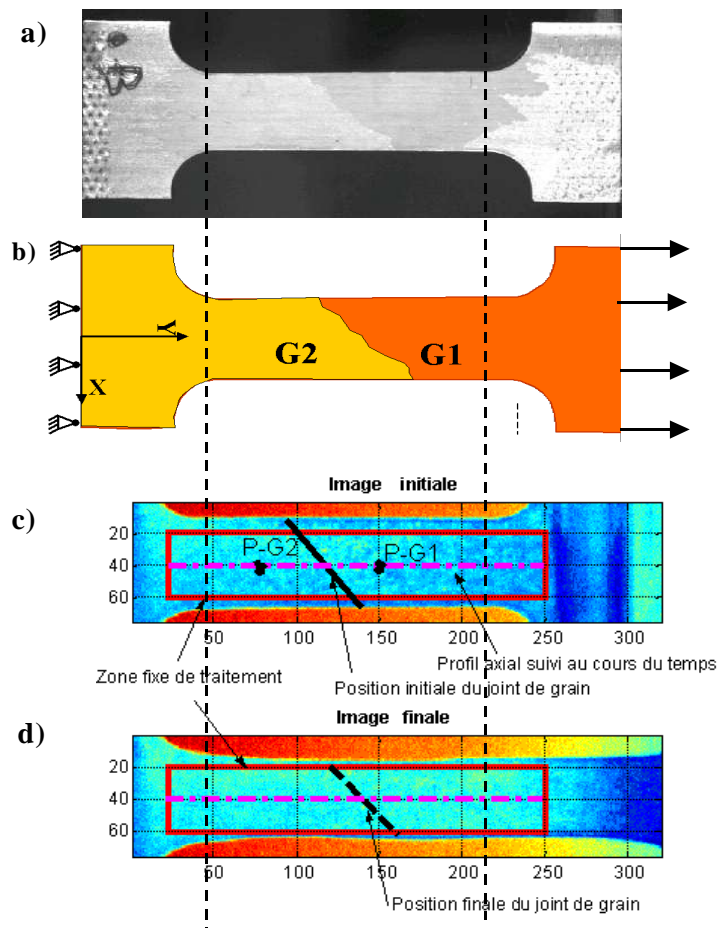 a)
b)
Y
G2 G1
X
Image initiale
c)
20
40
60
P-G2 P-G1
50 100 150 200 250 300
Zone fixe de traitement
Profil axial suivi au cours du temps
Position initiale du joint de grain
Image finale
d)
20
40
60
50 100 150 200 250 300
Position finale du joint de grain